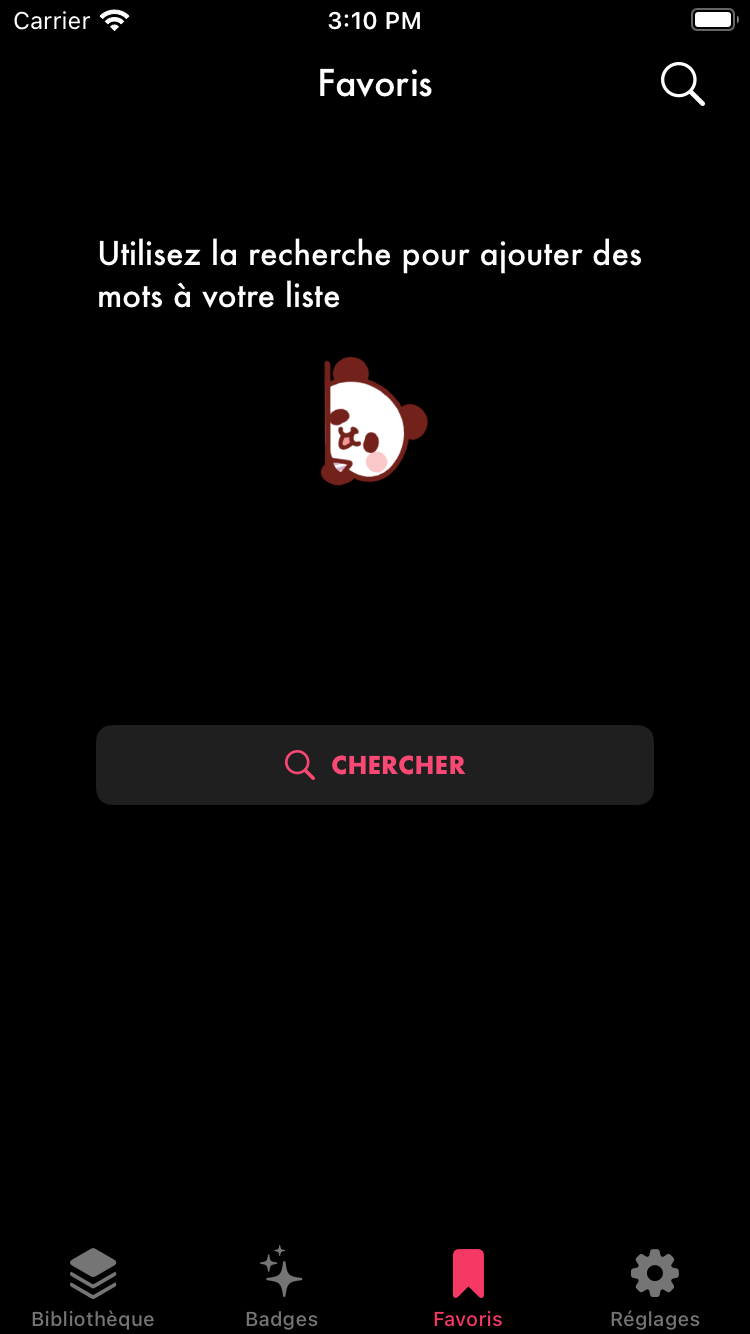 Carrier
3:10 PM
Favoris
Utilisez la recherche pour ajouter des
mots à votre liste
CHERCHER
Bibliothèque
Badges
Favoris
Réglages